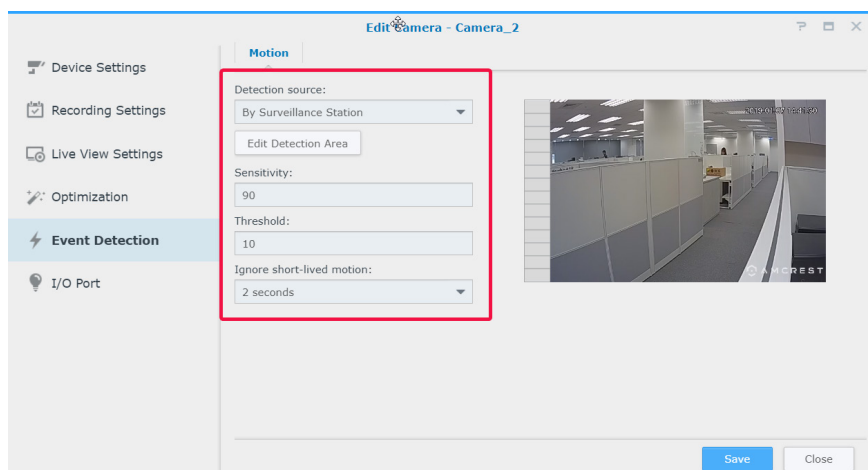 Edit Camera - Camera_2
?
Device Settings
Recording Settings
Live View Settings
Optimization
Event Detection
I/O Port
Motion
Detection source:
By Surveillance Station
Edit Detection Area
Sensitivity:
90
Threshold:
10
Ignore short-lived motion:
2 seconds
AMCREST
Save
Close